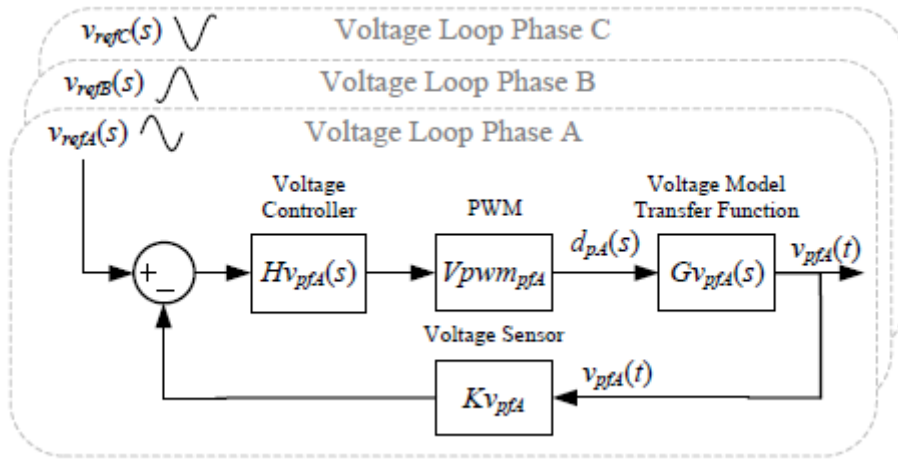 v_refC(s) Voltage Loop Phase C
v_refB(s) Voltage Loop Phase B
v_refA(s) Voltage Loop Phase A
Voltage
Controller
PWM
Voltage Model
Transfer Function
+
−
Hv_pfA(s)
Vpwm_pfA
d_pA(s)
Gv_pfA(s)
v_pfA(t)
Voltage Sensor
Kv_pfA
v_pfA(t)